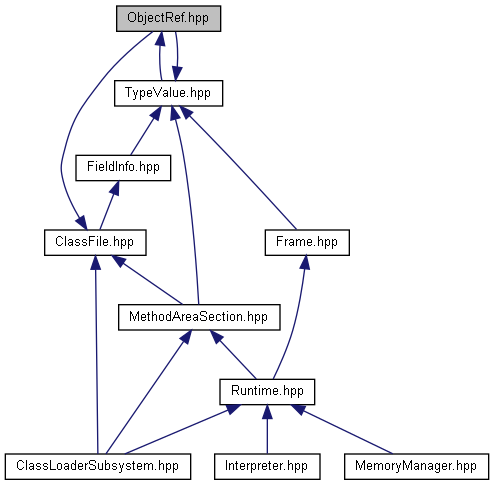 ObjectRef.hpp
TypeValue.hpp
FieldInfo.hpp
ClassFile.hpp
Frame.hpp
MethodAreaSection.hpp
Runtime.hpp
ClassLoaderSubsystem.hpp
Interpreter.hpp
MemoryManager.hpp